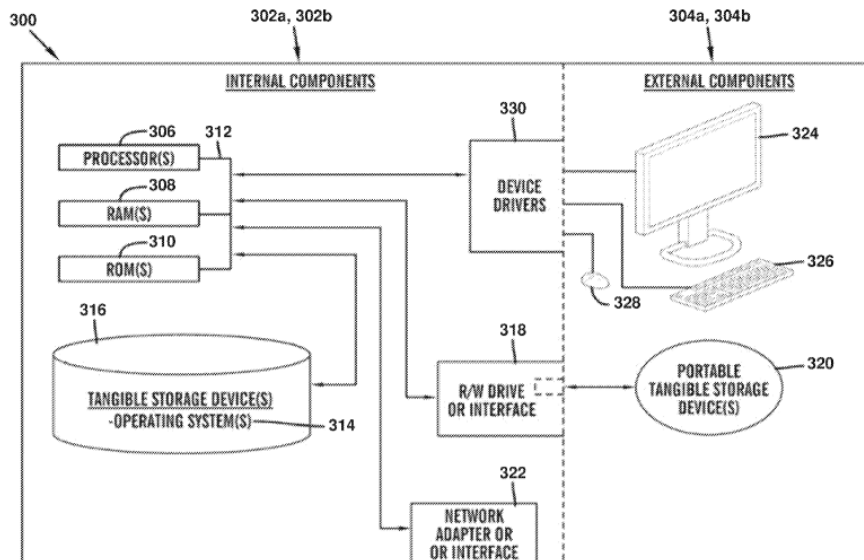 300
302a, 302b
304a, 304b
INTERNAL COMPONENTS
EXTERNAL COMPONENTS
306
312
PROCESSOR(S)
308
RAM(S)
310
ROM(S)
330
DEVICE
DRIVERS
324
326
328
316
TANGIBLE STORAGE DEVICE(S)
-OPERATING SYSTEM(S)
314
318
R/W DRIVE
OR INTERFACE
320
PORTABLE
TANGIBLE STORAGE
DEVICE(S)
322
NETWORK
ADAPTER OR
OR INTERFACE